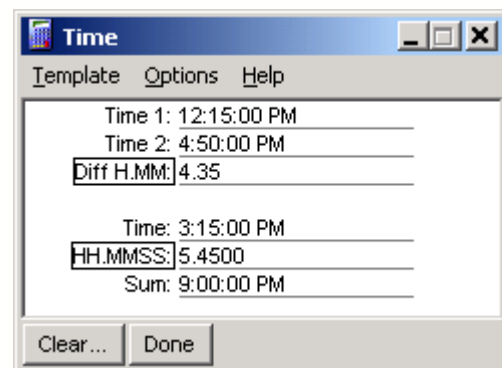 Time
Template Options Help
Time 1: 12:15:00 PM
Time 2: 4:50:00 PM
Diff H.MM: 4.35
Time: 3:15:00 PM
HH.MMSS: 5.4500
Sum: 9:00:00 PM
Clear... Done